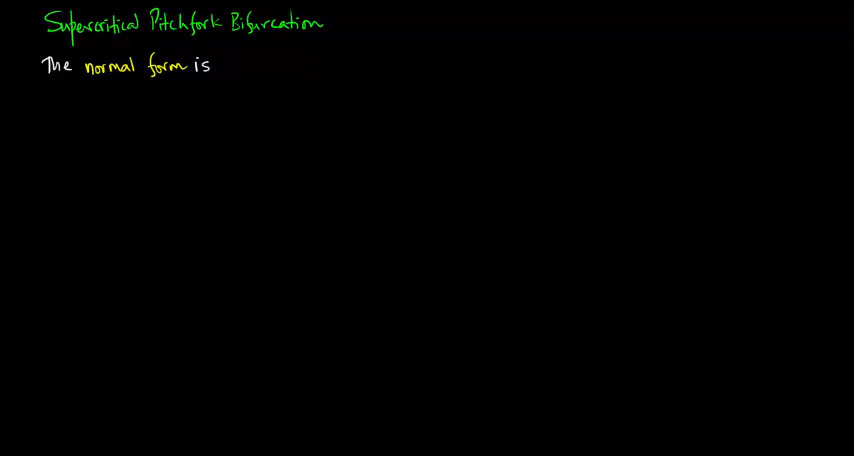 Supercritical Pitchfork Bifurcation
The normal form is